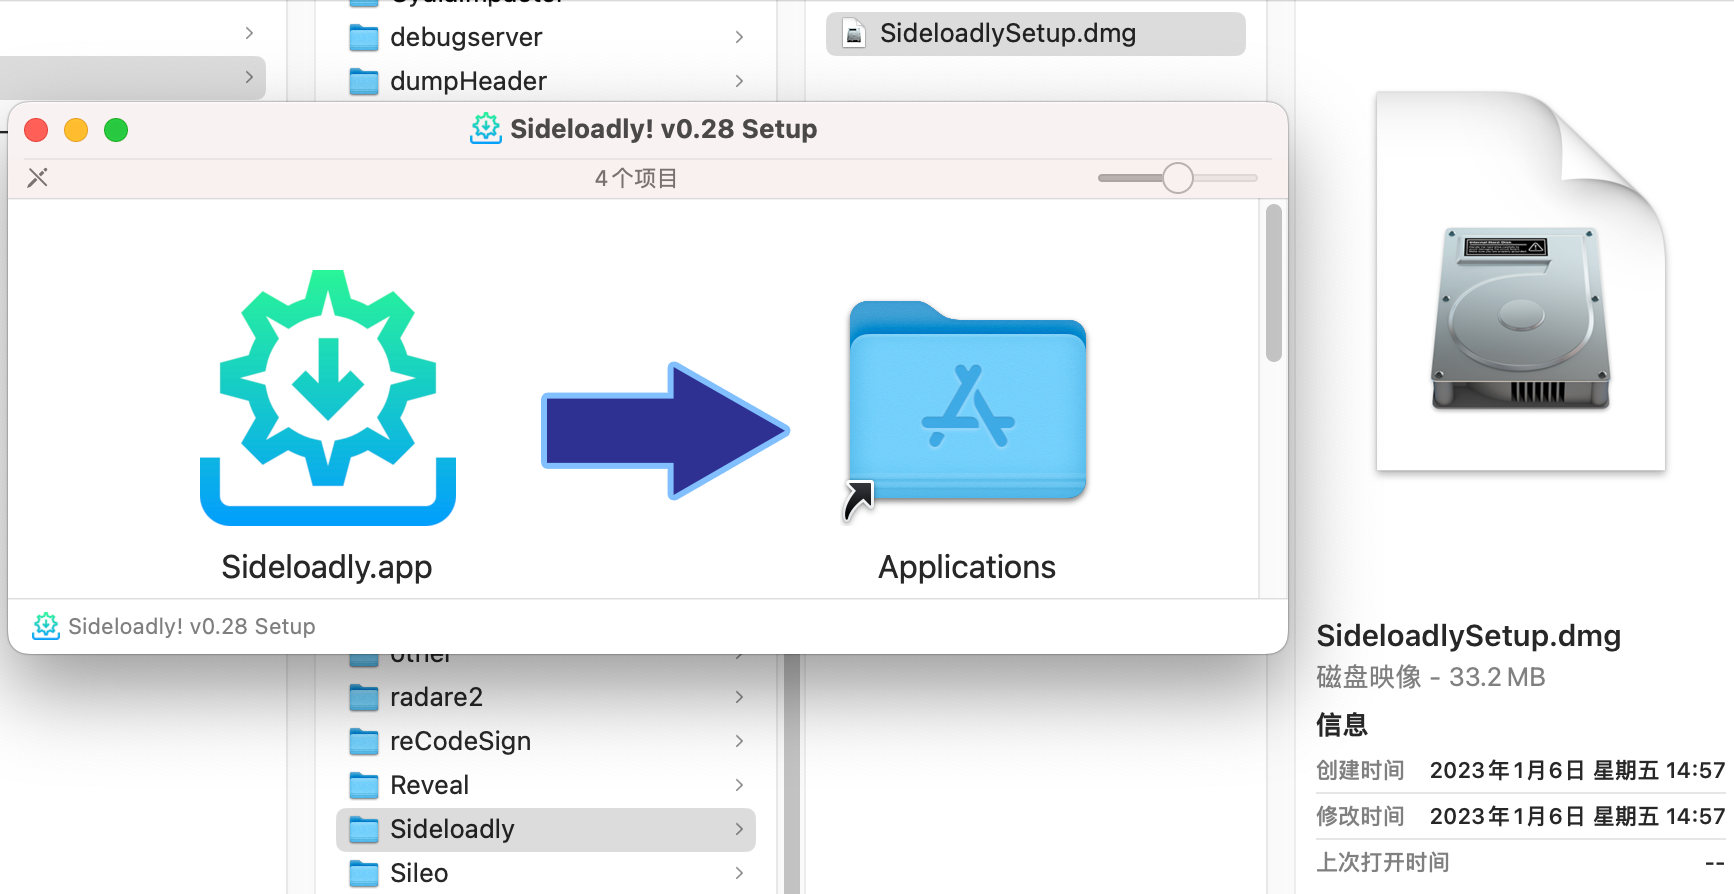 debugserver
dumpHeader
SideloadlySetup.dmg
Sideloadly! v0.28 Setup
4个项目
Sideloadly.app
Applications
Sideloadly! v0.28 Setup
other
radare2
reCodeSign
Reveal
Sideloadly
Sileo
SideloadlySetup.dmg
磁盘映像 - 33.2 MB
信息
创建时间 2023年1月6日 星期五 14:57
修改时间 2023年1月6日 星期五 14:57
上次打开时间 --